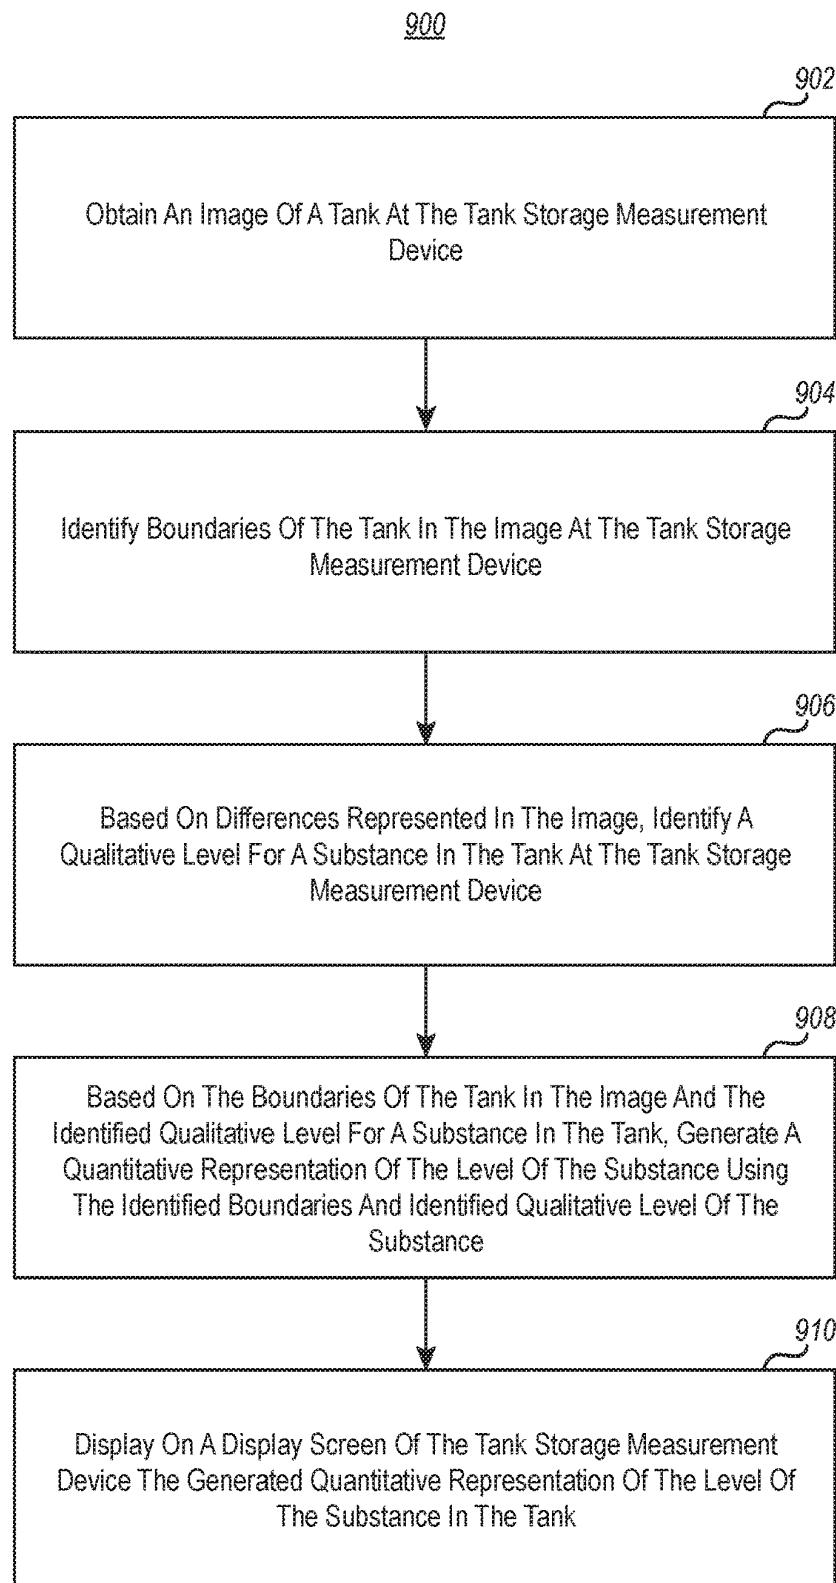 900
902
Obtain An Image Of A Tank At The Tank Storage Measurement
Device
904
Identify Boundaries Of The Tank In The Image At The Tank Storage
Measurement Device
906
Based On Differences Represented In The Image, Identify A
Qualitative Level For A Substance In The Tank At The Tank Storage
Measurement Device
908
Based On The Boundaries Of The Tank In The Image And The
Identified Qualitative Level For A Substance In The Tank, Generate A
Quantitative Representation Of The Level Of The Substance Using
The Identified Boundaries And Identified Qualitative Level Of The
Substance
910
Display On A Display Screen Of The Tank Storage Measurement
Device The Generated Quantitative Representation Of The Level Of
The Substance In The Tank